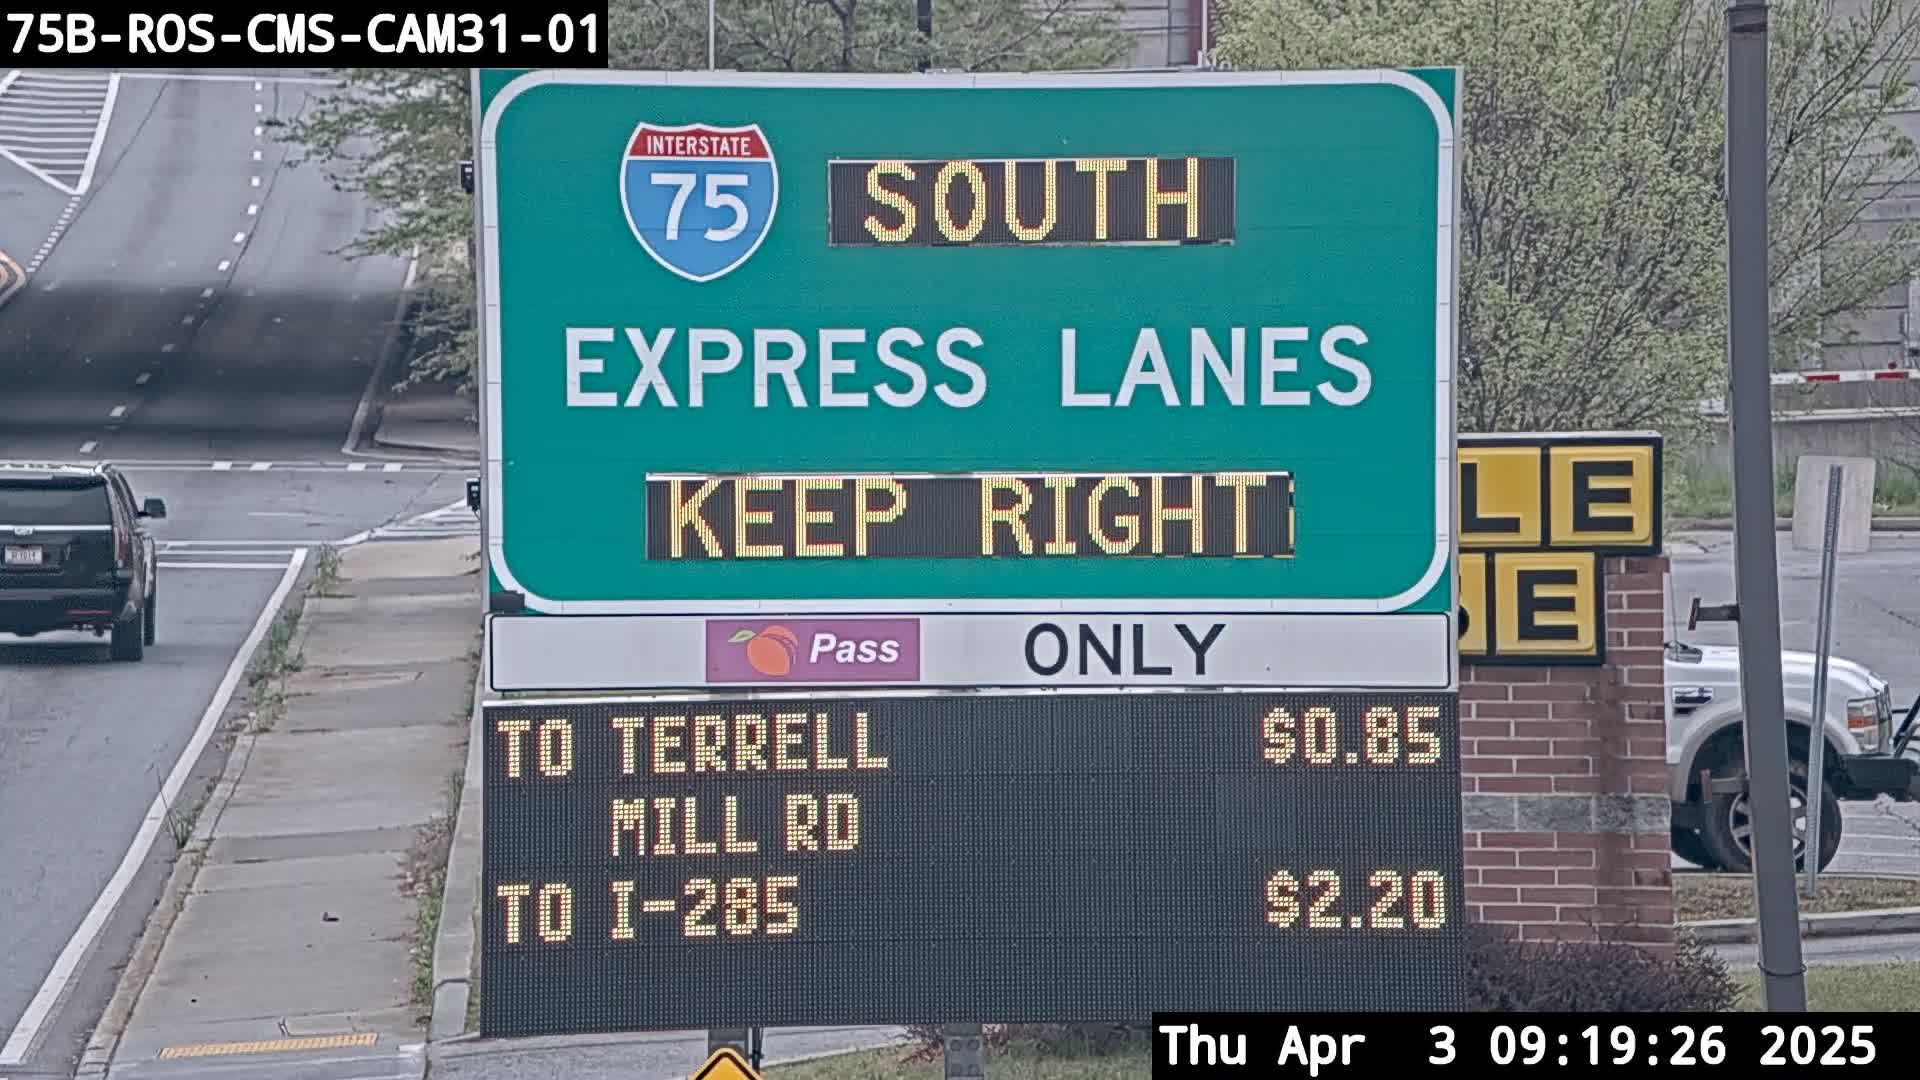 75B-ROS-CMS-CAM31-01
INTERSTATE
75
SOUTH
EXPRESS LANES
KEEP RIGHT
Pass ONLY
TO TERRELL $0.85
MILL RD
TO I-285 $2.20
LE
E
Thu Apr 3 09:19:26 2025